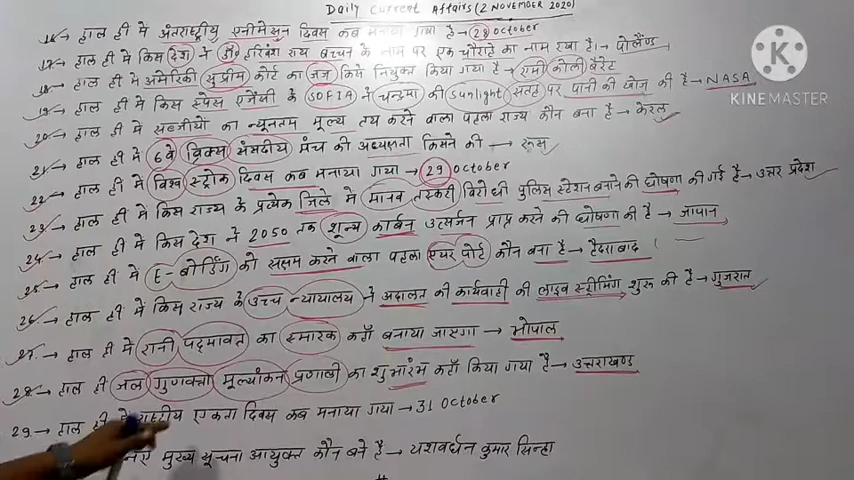 Daily Current Affairs (2 NOVEMBER 2020)
16→ हाल ही में अंतराष्ट्रीय एनीमेसन दिवस कब मनाया गया है → 28 October
17→ हाल ही में किस देश ने डॉ० हरिवंश राय बच्चन के नाम पर एक चौराहे का नाम रखा है। → पोलैण्ड
18→ हाल ही में अमेरिकी सुप्रीम कोर्ट का जज किसे नियुक्त किया गया है → एमी कोली बैरेट
19→ हाल ही में किस स्पेस एजेंसी के SOFIA ने चन्द्रमा की Sunlight सतह पर पानी की खोज की है → NASA
20→ हाल ही में सब्जीयों का न्यूनतम मूल्य तय करने वाला पहला राज्य कौन बना है → केरल
21→ हाल ही में 6वे ब्रिक्स संसदीय मंच की अध्यक्षता किसने की → रूस
22→ हाल ही में विश्व स्ट्रोक दिवस कब मनाया गया → 29 October
23→ हाल ही में किस राज्य के प्रत्येक जिले में मानव तस्करी विरोधी पुलिस स्टेशन बनाने की घोषणा की गई है → उत्तर प्रदेश
24→ हाल ही में किस देश ने 2050 तक शून्य कार्बन उत्सर्जन प्राप्त करने की घोषणा की है → जापान
25→ हाल ही में E-बोर्डिंग को सक्षम करने वाला पहला एयर पोर्ट कौन बना है → हैदराबाद
26→ हाल ही में किस राज्य के उच्च न्यायालय ने अदालत की कार्यवाही की लाइव स्ट्रीमिंग शुरू की है → गुजरात
27→ हाल ही में रानी पद्मावत का स्मारक कहाँ बनाया जाएगा → भोपाल
28→ हाल ही जल गुणवत्ता मूल्यांकन प्रणाली का शुभारंभ कहाँ किया गया है → उत्तराखण्ड
29→ हाल ही में राष्ट्रीय एकता दिवस कब मनाया गया → 31 October
नए मुख्य सूचना आयुक्त कौन बने है → यशवर्धन कुमार सिन्हा
KINEMASTER